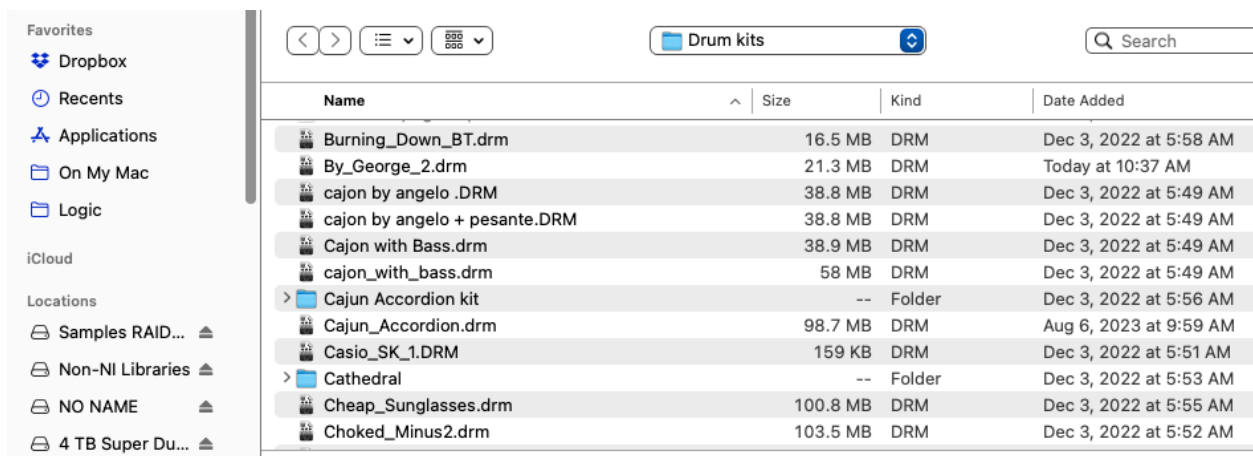 Favorites
Dropbox
Recents
Applications
On My Mac
Logic
iCloud
Locations
Samples RAID...
Non-NI Libraries
NO NAME
4 TB Super Du...
Drum kits
Search
Name Size Kind Date Added
Burning_Down_BT.drm 16.5 MB DRM Dec 3, 2022 at 5:58 AM
By_George_2.drm 21.3 MB DRM Today at 10:37 AM
cajon by angelo .DRM 38.8 MB DRM Dec 3, 2022 at 5:49 AM
cajon by angelo + pesante.DRM 38.8 MB DRM Dec 3, 2022 at 5:49 AM
Cajon with Bass.drm 38.9 MB DRM Dec 3, 2022 at 5:49 AM
cajon_with_bass.drm 58 MB DRM Dec 3, 2022 at 5:49 AM
Cajun Accordion kit -- Folder Dec 3, 2022 at 5:56 AM
Cajun_Accordion.drm 98.7 MB DRM Aug 6, 2023 at 9:59 AM
Casio_SK_1.DRM 159 KB DRM Dec 3, 2022 at 5:51 AM
Cathedral -- Folder Dec 3, 2022 at 5:53 AM
Cheap_Sunglasses.drm 100.8 MB DRM Dec 3, 2022 at 5:55 AM
Choked_Minus2.drm 103.5 MB DRM Dec 3, 2022 at 5:52 AM